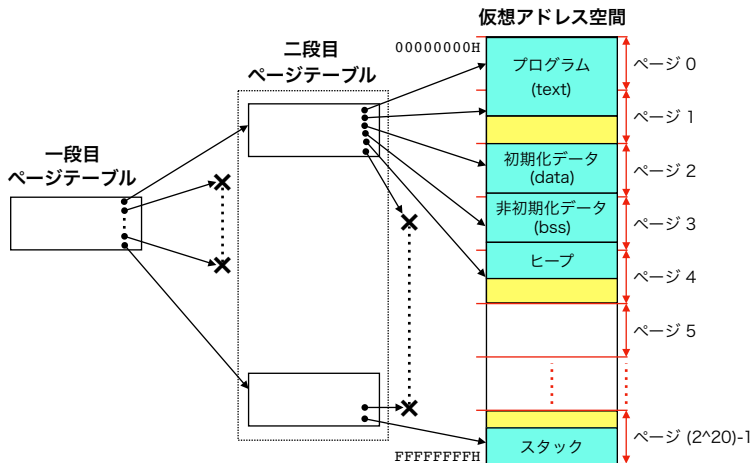 仮想アドレス空間
00000000H
二段目
ページテーブル
一段目
ページテーブル
プログラム
(text)
初期化データ
(data)
非初期化データ
(bss)
ヒープ
スタック
FFFFFFFFH
ページ 0
ページ 1
ページ 2
ページ 3
ページ 4
ページ 5
ページ (2^20)-1